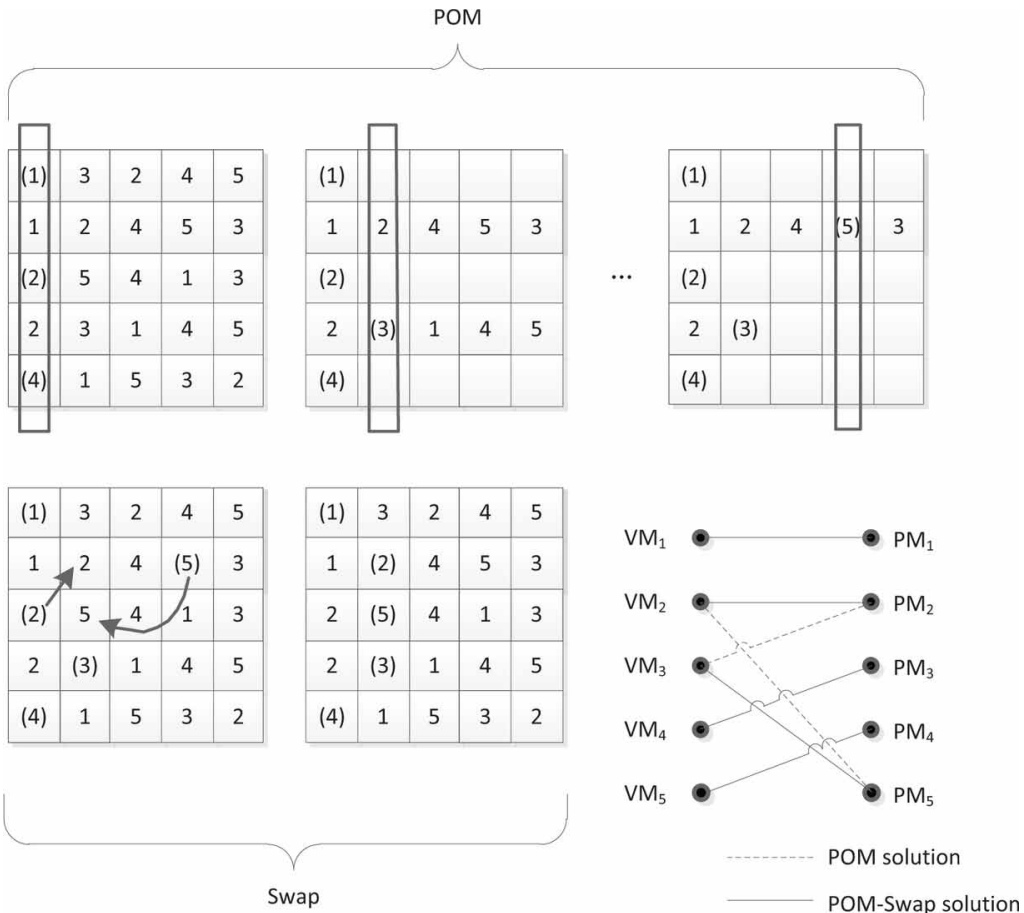 POM
(1) 3 2 4 5
1 2 4 5 3
(2) 5 4 1 3
2 3 1 4 5
(4) 1 5 3 2
(1)
1 2 4 5 3
(2)
2 (3) 1 4 5
(4)
...
(1)
1 2 4 (5) 3
(2)
2 (3)
(4)
(1) 3 2 4 5
1 2 4 (5) 3
(2) 5 4 1 3
2 (3) 1 4 5
(4) 1 5 3 2
Swap
(1) 3 2 4 5
1 (2) 4 5 3
2 (5) 4 1 3
2 (3) 1 4 5
(4) 1 5 3 2
VM₁ PM₁
VM₂ PM₂
VM₃ PM₃
VM₄ PM₄
VM₅ PM₅
POM solution
POM-Swap solution